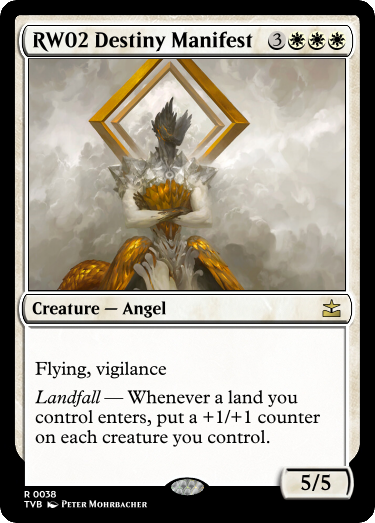 RW02 Destiny Manifest 3
Creature — Angel
Flying, vigilance
Landfall — Whenever a land you
control enters, put a +1/+1 counter
on each creature you control.
5/5
R 0038
TVB Peter Mohrbacher